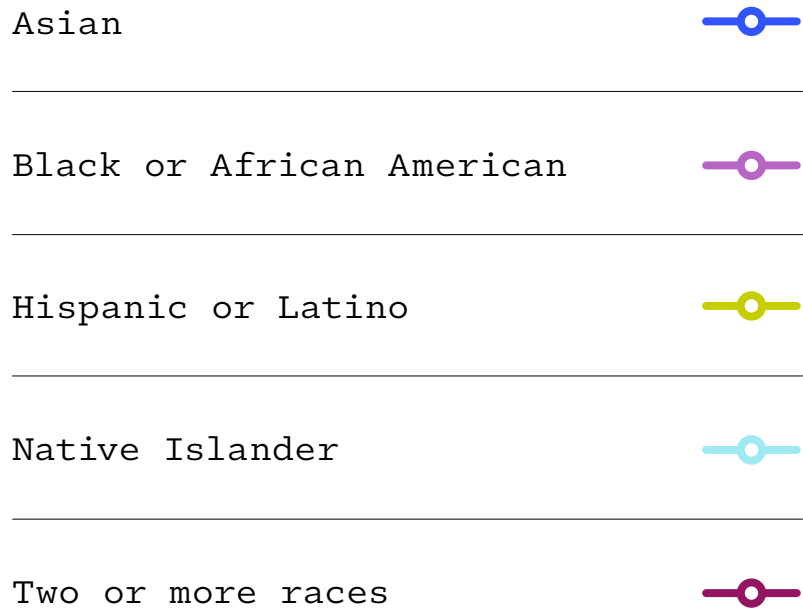 Asian
Black or African American
Hispanic or Latino
Native Islander
Two or more races